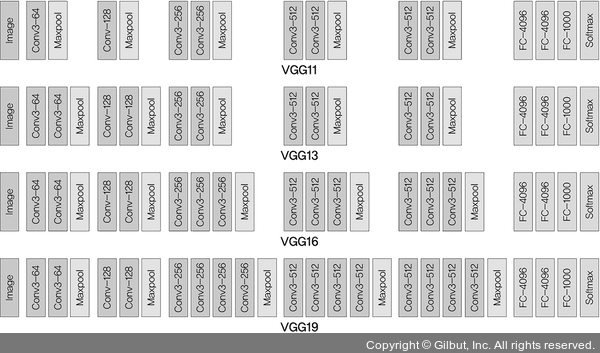 Image Conv3-64 Maxpool Conv-128 Maxpool Conv3-256 Conv3-256 Maxpool Conv3-512 Conv3-512 Maxpool Conv3-512 Conv3-512 Maxpool FC-4096 FC-4096 FC-1000 Softmax
VGG11
Image Conv3-64 Conv3-64 Maxpool Conv-128 Conv-128 Maxpool Conv3-256 Conv3-256 Maxpool Conv3-512 Conv3-512 Maxpool Conv3-512 Conv3-512 Maxpool FC-4096 FC-4096 FC-1000 Softmax
VGG13
Image Conv3-64 Conv3-64 Maxpool Conv-128 Conv-128 Maxpool Conv3-256 Conv3-256 Conv3-256 Maxpool Conv3-512 Conv3-512 Conv3-512 Maxpool Conv3-512 Conv3-512 Conv3-512 Maxpool FC-4096 FC-4096 FC-1000 Softmax
VGG16
Image Conv3-64 Conv3-64 Maxpool Conv-128 Conv-128 Maxpool Conv3-256 Conv3-256 Conv3-256 Conv3-256 Maxpool Conv3-512 Conv3-512 Conv3-512 Conv3-512 Maxpool Conv3-512 Conv3-512 Conv3-512 Conv3-512 Maxpool FC-4096 FC-4096 FC-1000 Softmax
VGG19
Copyright © Gilbut, Inc. All rights reserved.